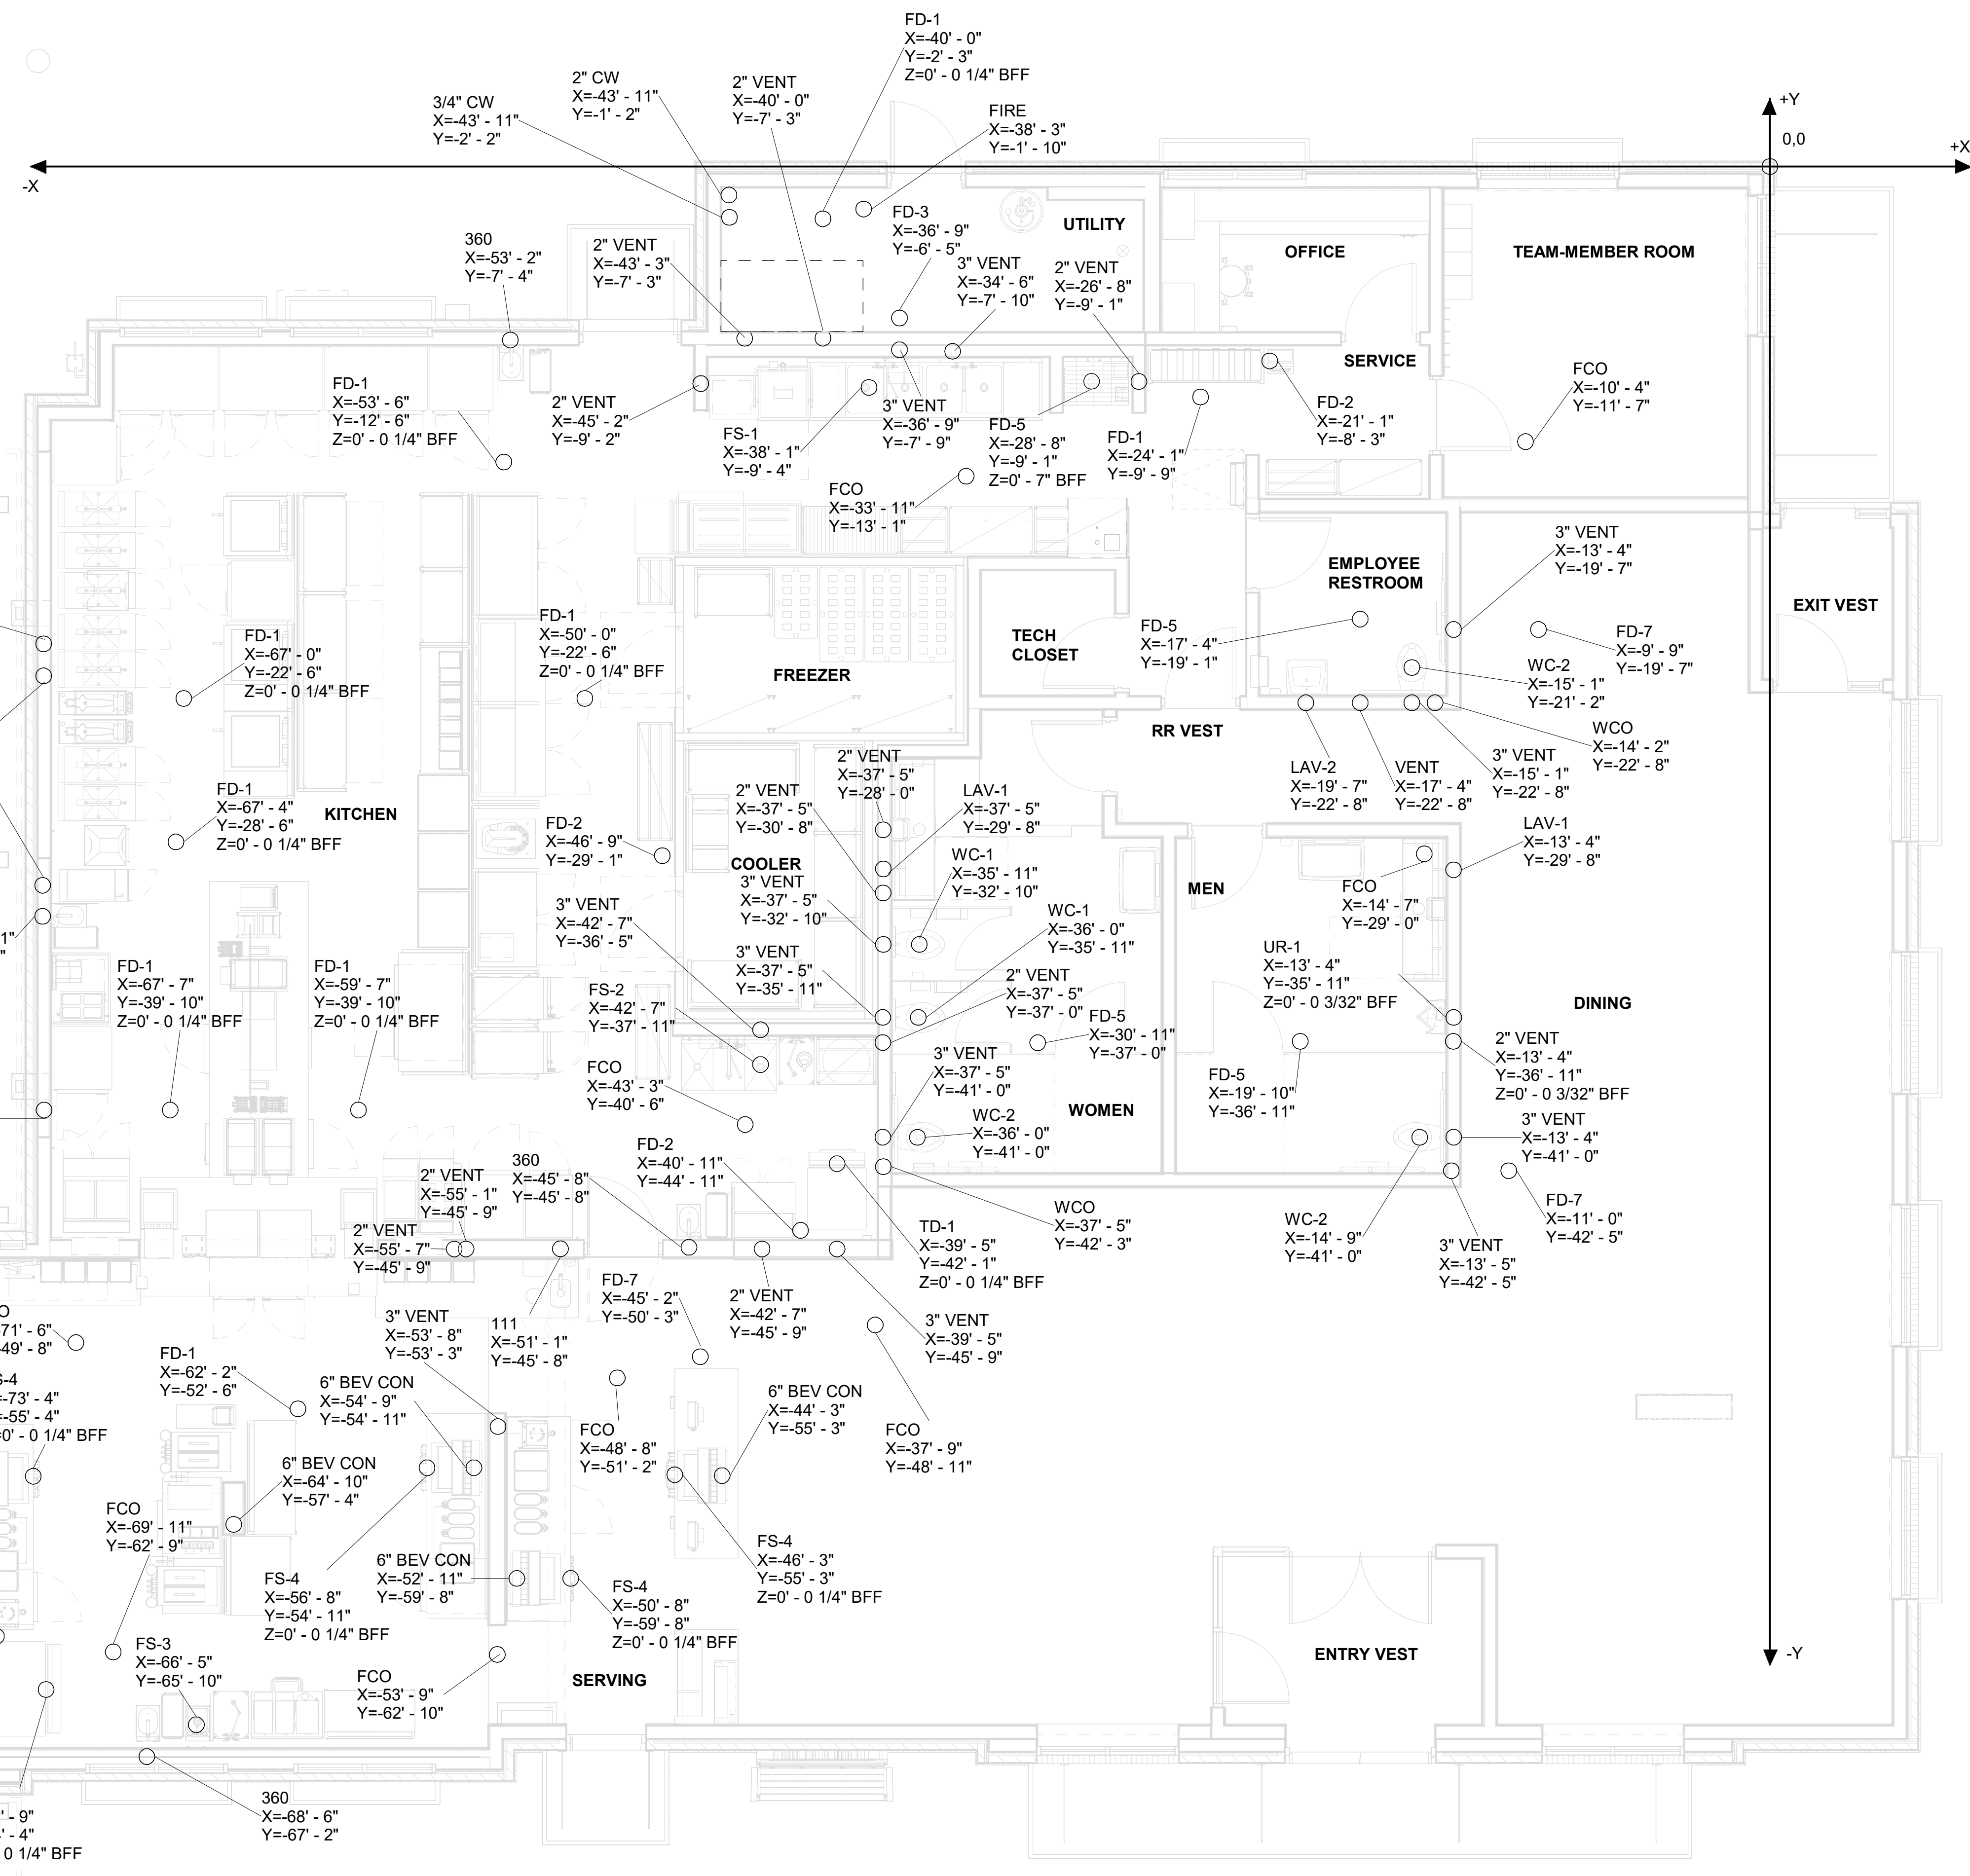 FD-1
X=-40' - 0"
Y=-2' - 3"
Z=0' - 0 1/4" BFF
2" CW
X=-43' - 11"
Y=-1' - 2"
2" VENT
X=-40' - 0"
Y=-7' - 3"
3/4" CW
X=-43' - 11"
Y=-2' - 2"
FIRE
X=-38' - 3"
Y=-1' - 10"
+Y
0,0
+X
-X
FD-3
X=-36' - 9"
Y=-6' - 5"
UTILITY
OFFICE
TEAM-MEMBER ROOM
360
X=-53' - 2"
Y=-7' - 4"
2" VENT
X=-43' - 3"
Y=-7' - 3"
3" VENT
X=-34' - 6"
Y=-7' - 10"
2" VENT
X=-26' - 8"
Y=-9' - 1"
SERVICE
FCO
X=-10' - 4"
Y=-11' - 7"
FD-1
X=-53' - 6"
Y=-12' - 6"
Z=0' - 0 1/4" BFF
2" VENT
X=-45' - 2"
Y=-9' - 2"
FS-1
X=-38' - 1"
Y=-9' - 4"
3" VENT
X=-36' - 9"
Y=-7' - 9"
FD-5
X=-28' - 8"
Y=-9' - 1"
Z=0' - 7" BFF
FD-1
X=-24' - 1"
Y=-9' - 9"
FD-2
X=-21' - 1"
Y=-8' - 3"
FCO
X=-33' - 11"
Y=-13' - 1"
3" VENT
X=-13' - 4"
Y=-19' - 7"
EMPLOYEE
RESTROOM
EXIT VEST
FD-1
X=-67' - 0"
Y=-22' - 6"
Z=0' - 0 1/4" BFF
FD-1
X=-50' - 0"
Y=-22' - 6"
Z=0' - 0 1/4" BFF
FREEZER
TECH
CLOSET
FD-5
X=-17' - 4"
Y=-19' - 1"
FD-7
X=-9' - 9"
Y=-19' - 7"
WC-2
X=-15' - 1"
Y=-21' - 2"
RR VEST
WCO
X=-14' - 2"
Y=-22' - 8"
LAV-2
X=-19' - 7"
Y=-22' - 8"
VENT
X=-17' - 4"
Y=-22' - 8"
3" VENT
X=-15' - 1"
Y=-22' - 8"
FD-1
X=-67' - 4"
Y=-28' - 6"
Z=0' - 0 1/4" BFF
KITCHEN
FD-2
X=-46' - 9"
Y=-29' - 1"
2" VENT
X=-37' - 5"
Y=-28' - 0"
2" VENT
X=-37' - 5"
Y=-30' - 8"
LAV-1
X=-37' - 5"
Y=-29' - 8"
LAV-1
X=-13' - 4"
Y=-29' - 8"
COOLER
3" VENT
X=-37' - 5"
Y=-32' - 10"
WC-1
X=-35' - 11"
Y=-32' - 10"
MEN
FCO
X=-14' - 7"
Y=-29' - 0"
3" VENT
X=-42' - 7"
Y=-36' - 5"
WC-1
X=-36' - 0"
Y=-35' - 11"
1"
"
FD-1
X=-67' - 7"
Y=-39' - 10"
Z=0' - 0 1/4" BFF
FD-1
X=-59' - 7"
Y=-39' - 10"
Z=0' - 0 1/4" BFF
3" VENT
X=-37' - 5"
Y=-35' - 11"
2" VENT
X=-37' - 5"
Y=-37' - 0"
UR-1
X=-13' - 4"
Y=-35' - 11"
Z=0' - 0 3/32" BFF
DINING
FS-2
X=-42' - 7"
Y=-37' - 11"
FD-5
X=-30' - 11"
Y=-37' - 0"
2" VENT
X=-13' - 4"
Y=-36' - 11"
Z=0' - 0 3/32" BFF
FCO
X=-43' - 3"
Y=-40' - 6"
3" VENT
X=-37' - 5"
Y=-41' - 0"
FD-5
X=-19' - 10"
Y=-36' - 11"
WC-2
X=-36' - 0"
Y=-41' - 0"
WOMEN
3" VENT
X=-13' - 4"
Y=-41' - 0"
2" VENT
X=-55' - 1"
Y=-45' - 9"
360
X=-45' - 8"
Y=-45' - 8"
FD-2
X=-40' - 11"
Y=-44' - 11"
2" VENT
X=-55' - 7"
Y=-45' - 9"
TD-1
X=-39' - 5"
Y=-42' - 1"
Z=0' - 0 1/4" BFF
WCO
X=-37' - 5"
Y=-42' - 3"
WC-2
X=-14' - 9"
Y=-41' - 0"
3" VENT
X=-13' - 5"
Y=-42' - 5"
FD-7
X=-11' - 0"
Y=-42' - 5"
O
71' - 6"
49' - 8"
3" VENT
X=-53' - 8"
Y=-53' - 3"
111
X=-51' - 1"
Y=-45' - 8"
FD-7
X=-45' - 2"
Y=-50' - 3"
2" VENT
X=-42' - 7"
Y=-45' - 9"
3" VENT
X=-39' - 5"
Y=-45' - 9"
FD-1
X=-62' - 2"
Y=-52' - 6"
S-4
-73' - 4"
-55' - 4"
=0' - 0 1/4" BFF
6" BEV CON
X=-54' - 9"
Y=-54' - 11"
FCO
X=-48' - 8"
Y=-51' - 2"
6" BEV CON
X=-44' - 3"
Y=-55' - 3"
FCO
X=-37' - 9"
Y=-48' - 11"
6" BEV CON
X=-64' - 10"
Y=-57' - 4"
FCO
X=-69' - 11"
Y=-62' - 9"
FS-4
X=-56' - 8"
Y=-54' - 11"
Z=0' - 0 1/4" BFF
6" BEV CON
X=-52' - 11"
Y=-59' - 8"
FS-4
X=-50' - 8"
Y=-59' - 8"
Z=0' - 0 1/4" BFF
FS-4
X=-46' - 3"
Y=-55' - 3"
Z=0' - 0 1/4" BFF
FS-3
X=-66' - 5"
Y=-65' - 10"
FCO
X=-53' - 9"
Y=-62' - 10"
SERVING
ENTRY VEST
-Y
360
X=-68' - 6"
Y=-67' - 2"
' - 9"
' - 4"
0 1/4" BFF